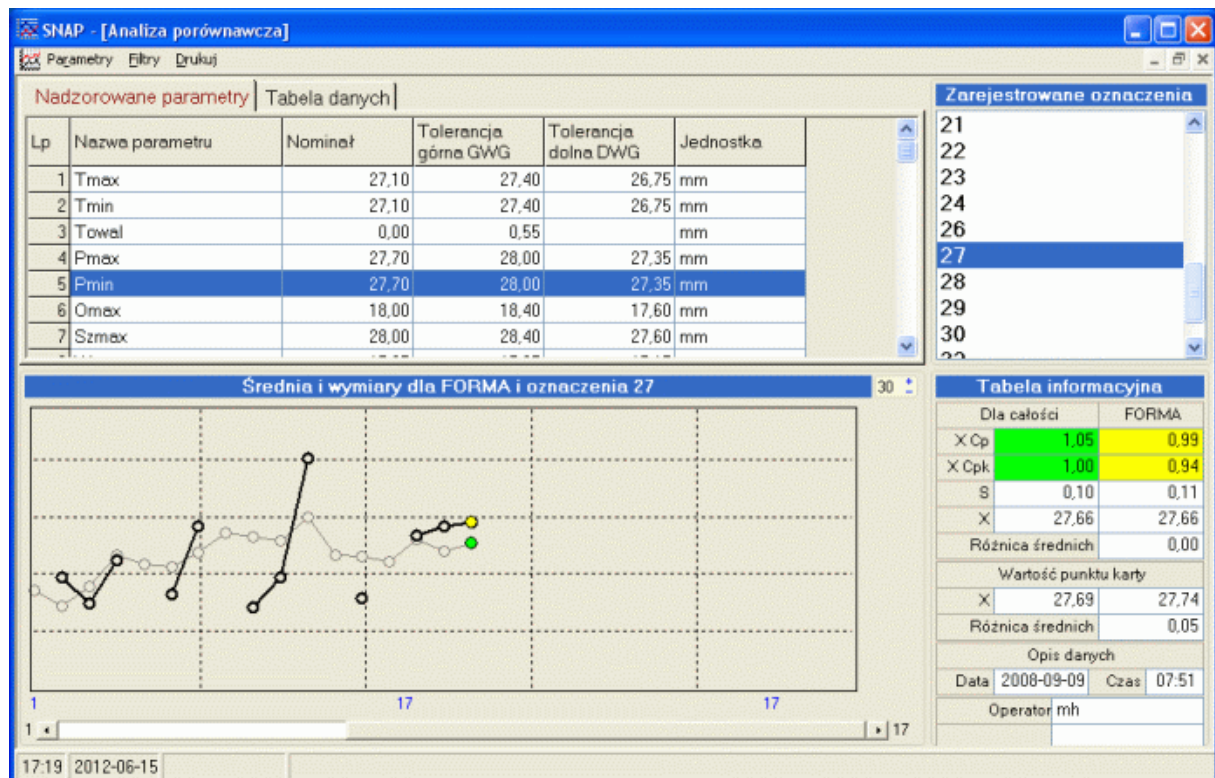 SNAP - [Analiza porównawcza]
Parametry Filtry Drukuj
Nadzorowane parametry Tabela danych
Lp Nazwa parametru Nominał Tolerancja górna GWG Tolerancja dolna DWG Jednostka
1 Tmax 27,10 27,40 26,75 mm
2 Tmin 27,10 27,40 26,75 mm
3 Towal 0,00 0,55 mm
4 Pmax 27,70 28,00 27,35 mm
5 Pmin 27,70 28,00 27,35 mm
6 Omax 18,00 18,40 17,60 mm
7 Szmax 28,00 28,40 27,60 mm
Zarejestrowane oznaczenia
21
22
23
24
26
27
28
29
30
Średnia i wymiary dla FORMA i oznaczenia 27
30
1 17 17
1 17
Tabela informacyjna
Dla całości FORMA
X Cp 1,05 0,99
X Cpk 1,00 0,94
S 0,10 0,11
X 27,66 27,66
Różnica średnich 0,00
Wartość punktu karty
X 27,69 27,74
Różnica średnich 0,05
Opis danych
Data 2008-09-09 Czas 07:51
Operator mh
17:19 2012-06-15